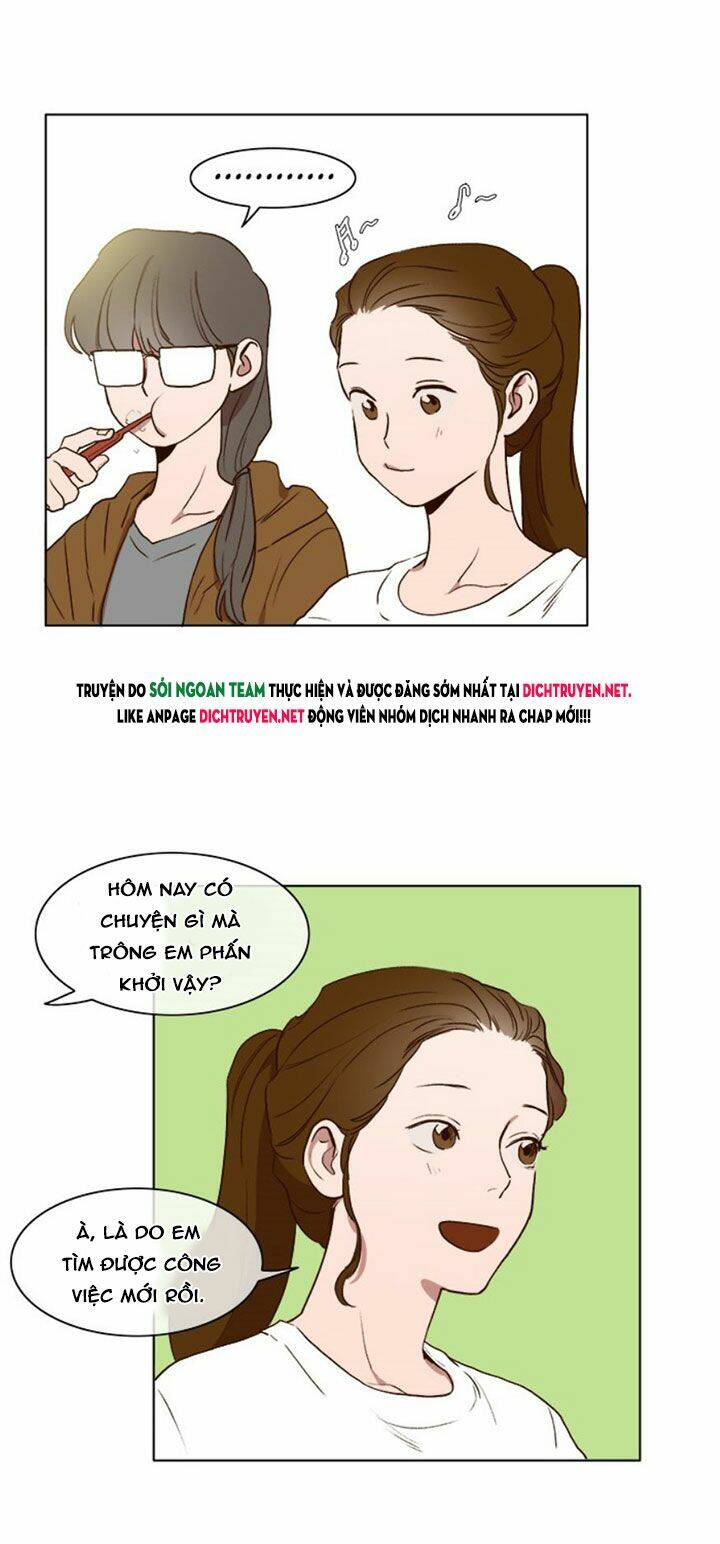 ............
TRUYỆN DO SÓI NGOAN TEAM THỰC HIỆN VÀ ĐƯỢC ĐĂNG SỚM NHẤT TẠI DICHTRUYEN.NET.
LIKE ANPAGE DICHTRUYEN.NET ĐỘNG VIÊN NHÓM DỊCH NHANH RA CHAP MỚI!!!
HÔM NAY CÓ
CHUYỆN GÌ MÀ
TRÔNG EM PHẤN
KHỞI VẬY?
À, LÀ DO EM
TÌM ĐƯỢC CÔNG
VIỆC MỚI RỒI.